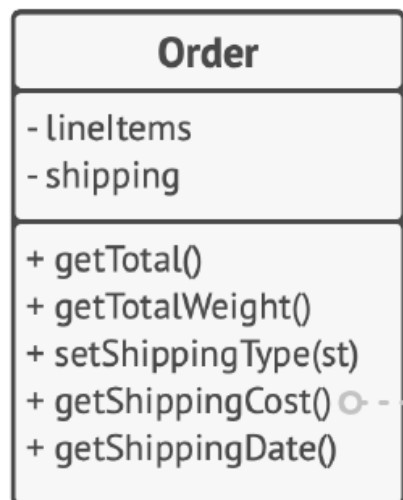 Order
- lineItems
- shipping
+ getTotal()
+ getTotalWeight()
+ setShippingType(st)
+ getShippingCost()
+ getShippingDate()